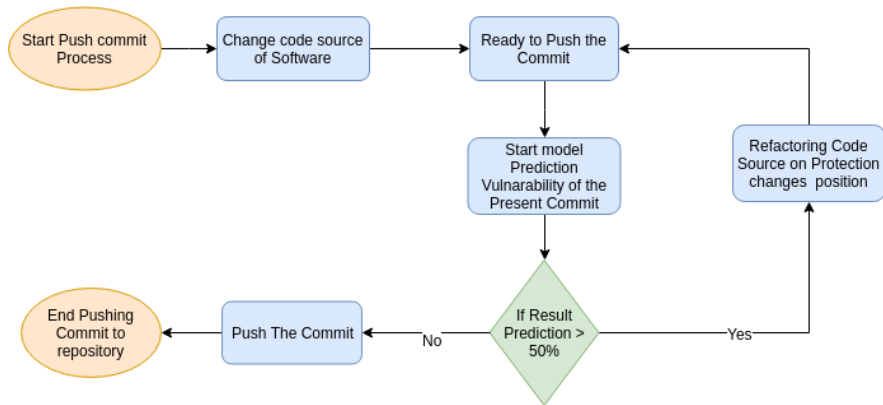 Start Push commit
Process
Change code source
of Software
Ready to Push the
Commit
Start model
Prediction
Vulnarability of the
Present Commit
Refactoring Code
Source on Protection
changes position
If Result
Prediction >
50%
No
Yes
Push The Commit
End Pushing
Commit to
repository